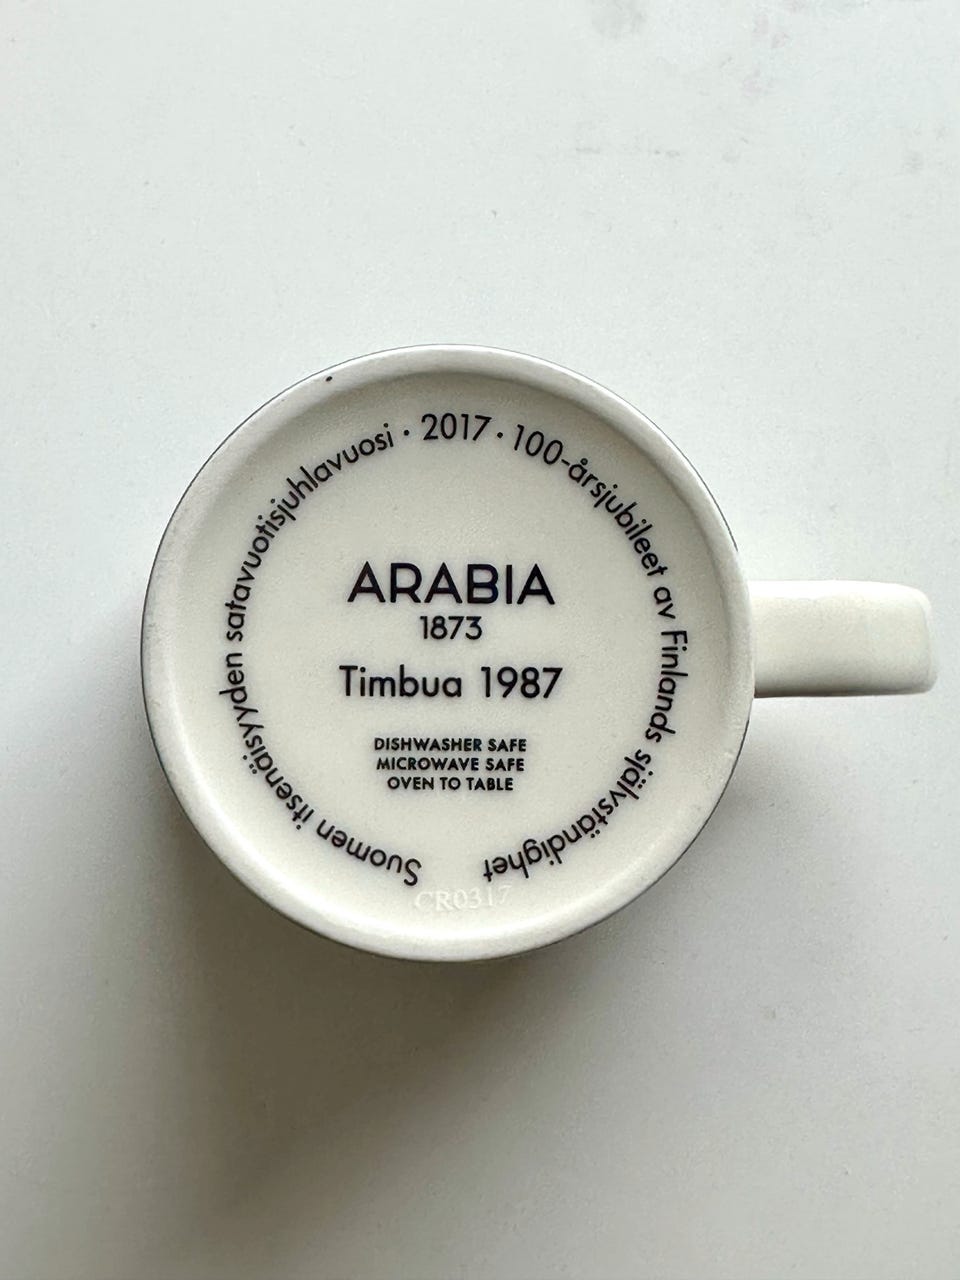 Suomen itsenäisyyden satavuotisjuhlavuosi · 2017 · 100-årsjubileet av Finlands självständighet
ARABIA
1873
Timbua 1987
DISHWASHER SAFE
MICROWAVE SAFE
OVEN TO TABLE
CR0317